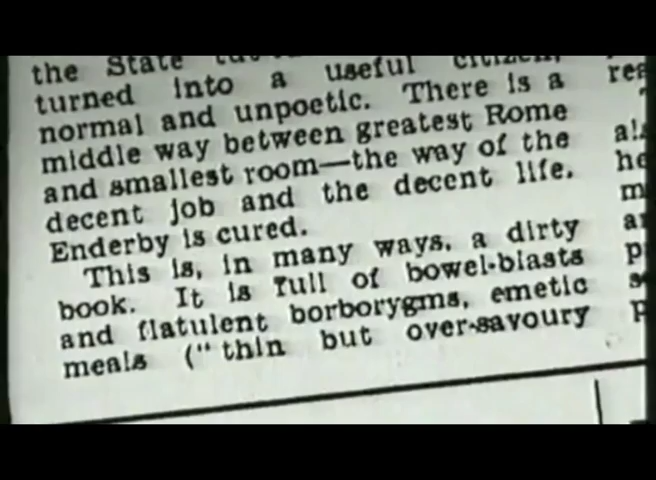 the State
turned into a useful citizen,
normal and unpoetic. There is a
middle way between greatest Rome
and smallest room—the way of the
decent job and the decent life.
Enderby is cured.
This is, in many ways, a dirty
book. It is full of bowel-blasts
and flatulent borborygms, emetic
meals ("thin but over-savoury